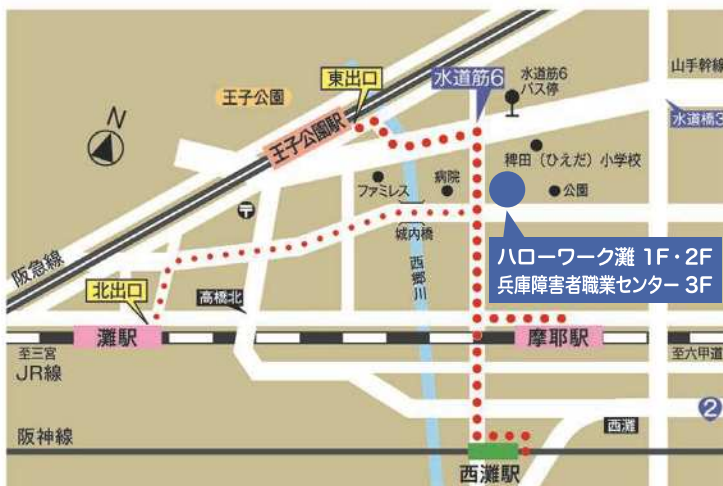 東出口
水道筋6
水道筋6
バス停
山手幹線
王子公園
N
王子公園駅
水道橋3
稗田（ひえだ）小学校
ファミレス
病院
公園
〒
城内橋
ハローワーク灘 1F・2F
兵庫障害者職業センター 3F
阪急線
西郷川
北出口
高橋北
灘駅
摩耶駅
至三宮
JR線
至六甲道
2
西灘
阪神線
西灘駅